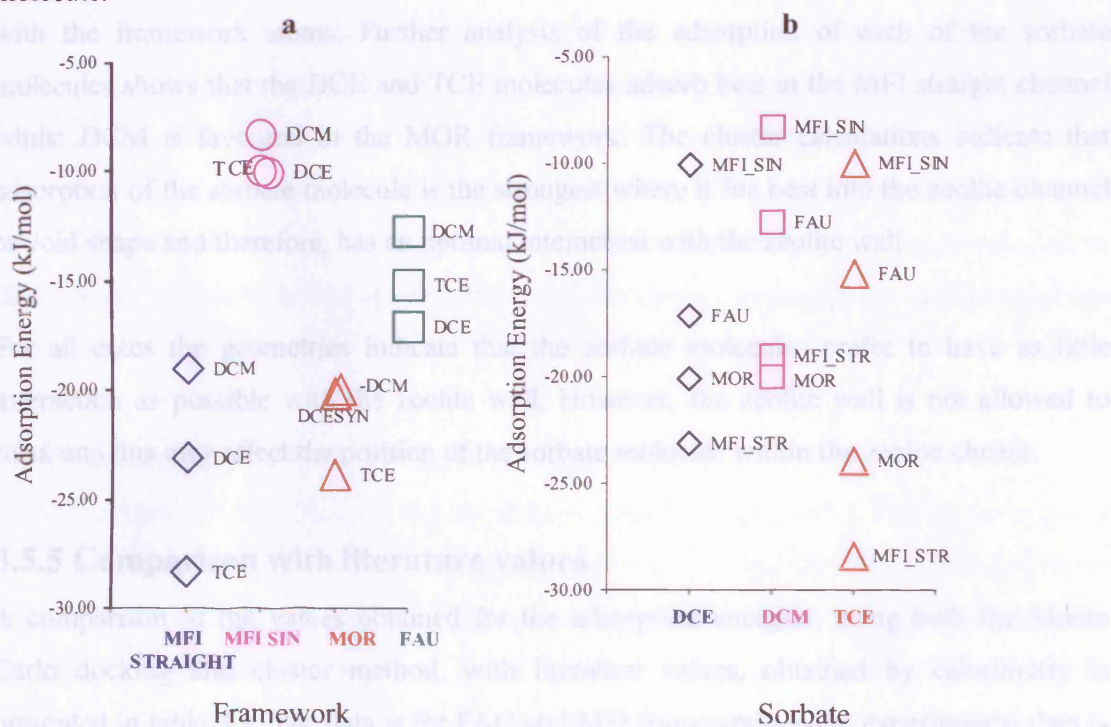 with the framework atoms. Further analysis of the adsorption of each of the sorbate
molecules shows that the DCE and TCE molecules adsorb best in the MFI straight channel
whilst DCM is favoured in the MOR framework. The cluster calculations indicate that
adsorption of the sorbate molecule is the strongest where it fits best into the zeolite channel
or void shape and therefore, has an optimal interaction with the zeolite wall.
For all cases the geometries indicate that the sorbate molecules prefer to have as little
interaction as possible with the zeolite wall. However, the zeolite wall is not allowed to
relax and this may affect the position of the sorbate molecule within the zeolite cluster.
3.5.5 Comparison with literature values
A comparison of the values obtained for the adsorption energies, using both the Monte
Carlo docking and cluster method, with literature values, obtained by calorimetry is
presented in table
a
Adsorption Energy (kJ/mol)
-5.00
-10.00
-15.00
-20.00
-25.00
-30.00
DCM
TCE
DCE
DCM
TCE
DCE
DCM
DCE
TCE
-DCM
DCESYN
TCE
MFI STRAIGHT
MFI SIN
MOR
FAU
Framework
b
Adsorption Energy (kJ/mol)
-5.00
-10.00
-15.00
-20.00
-25.00
-30.00
MFI_SIN
MFI_SIN
MFI_SIN
FAU
FAU
FAU
MFI_STR
MOR
MOR
MFI_STR
MOR
MFI_STR
DCE
DCM
TCE
Sorbate